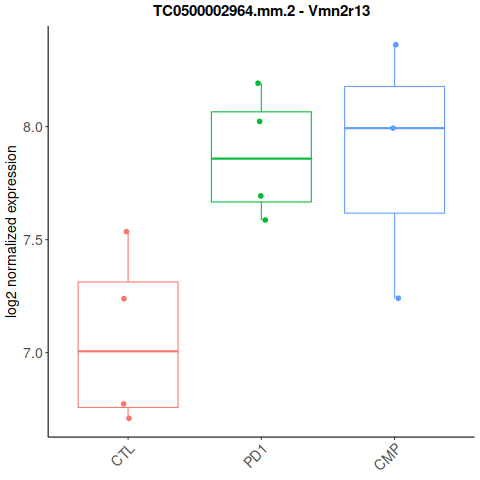 TC0500002964.mm.2 - Vmn2r13
log2 normalized expression
8.0
7.5
7.0
CTL
PD1
CMP